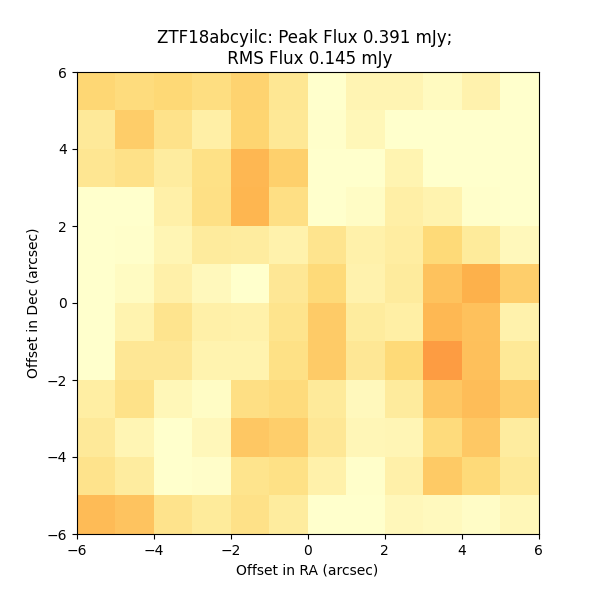 ZTF18abcyilc: Peak Flux 0.391 mJy;
RMS Flux 0.145 mJy
6
4
2
0
−2
−4
−6
Offset in Dec (arcsec)
−6 −4 −2 0 2 4 6
Offset in RA (arcsec)